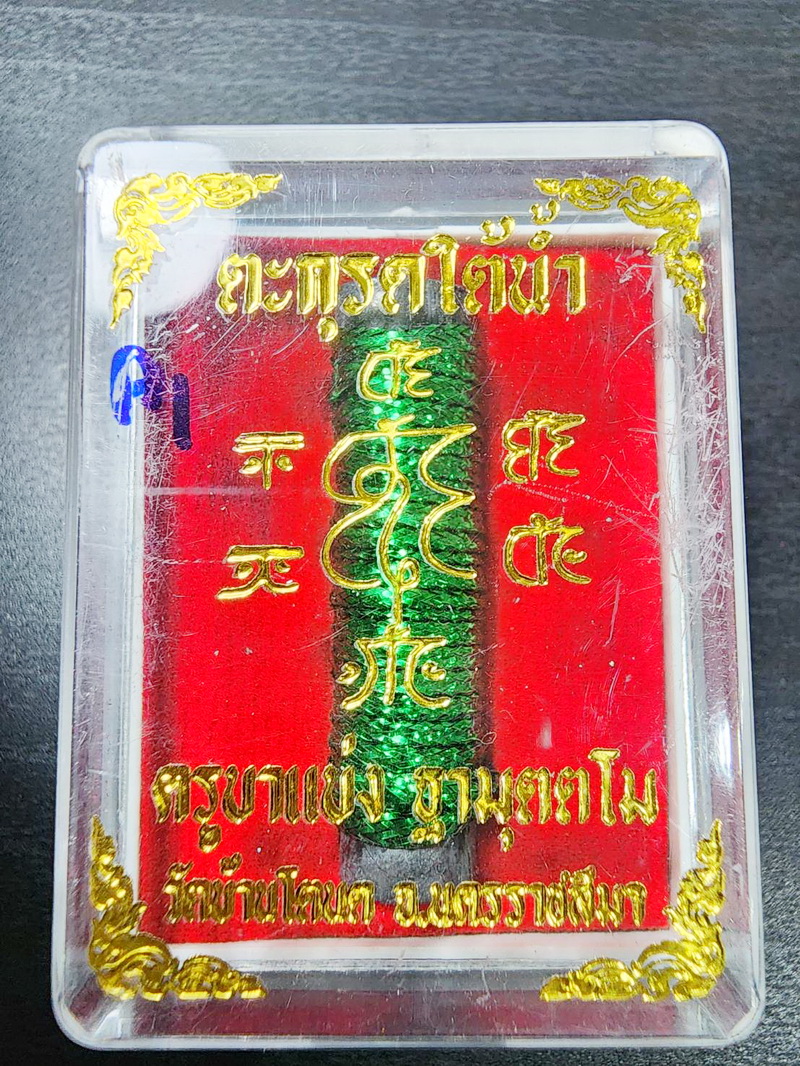 ตะกุรดใต้น้ำ
ครูบาแบ่ง ฐานุตตโม
วัดบ้านโตนด จ.นครราชสีมา